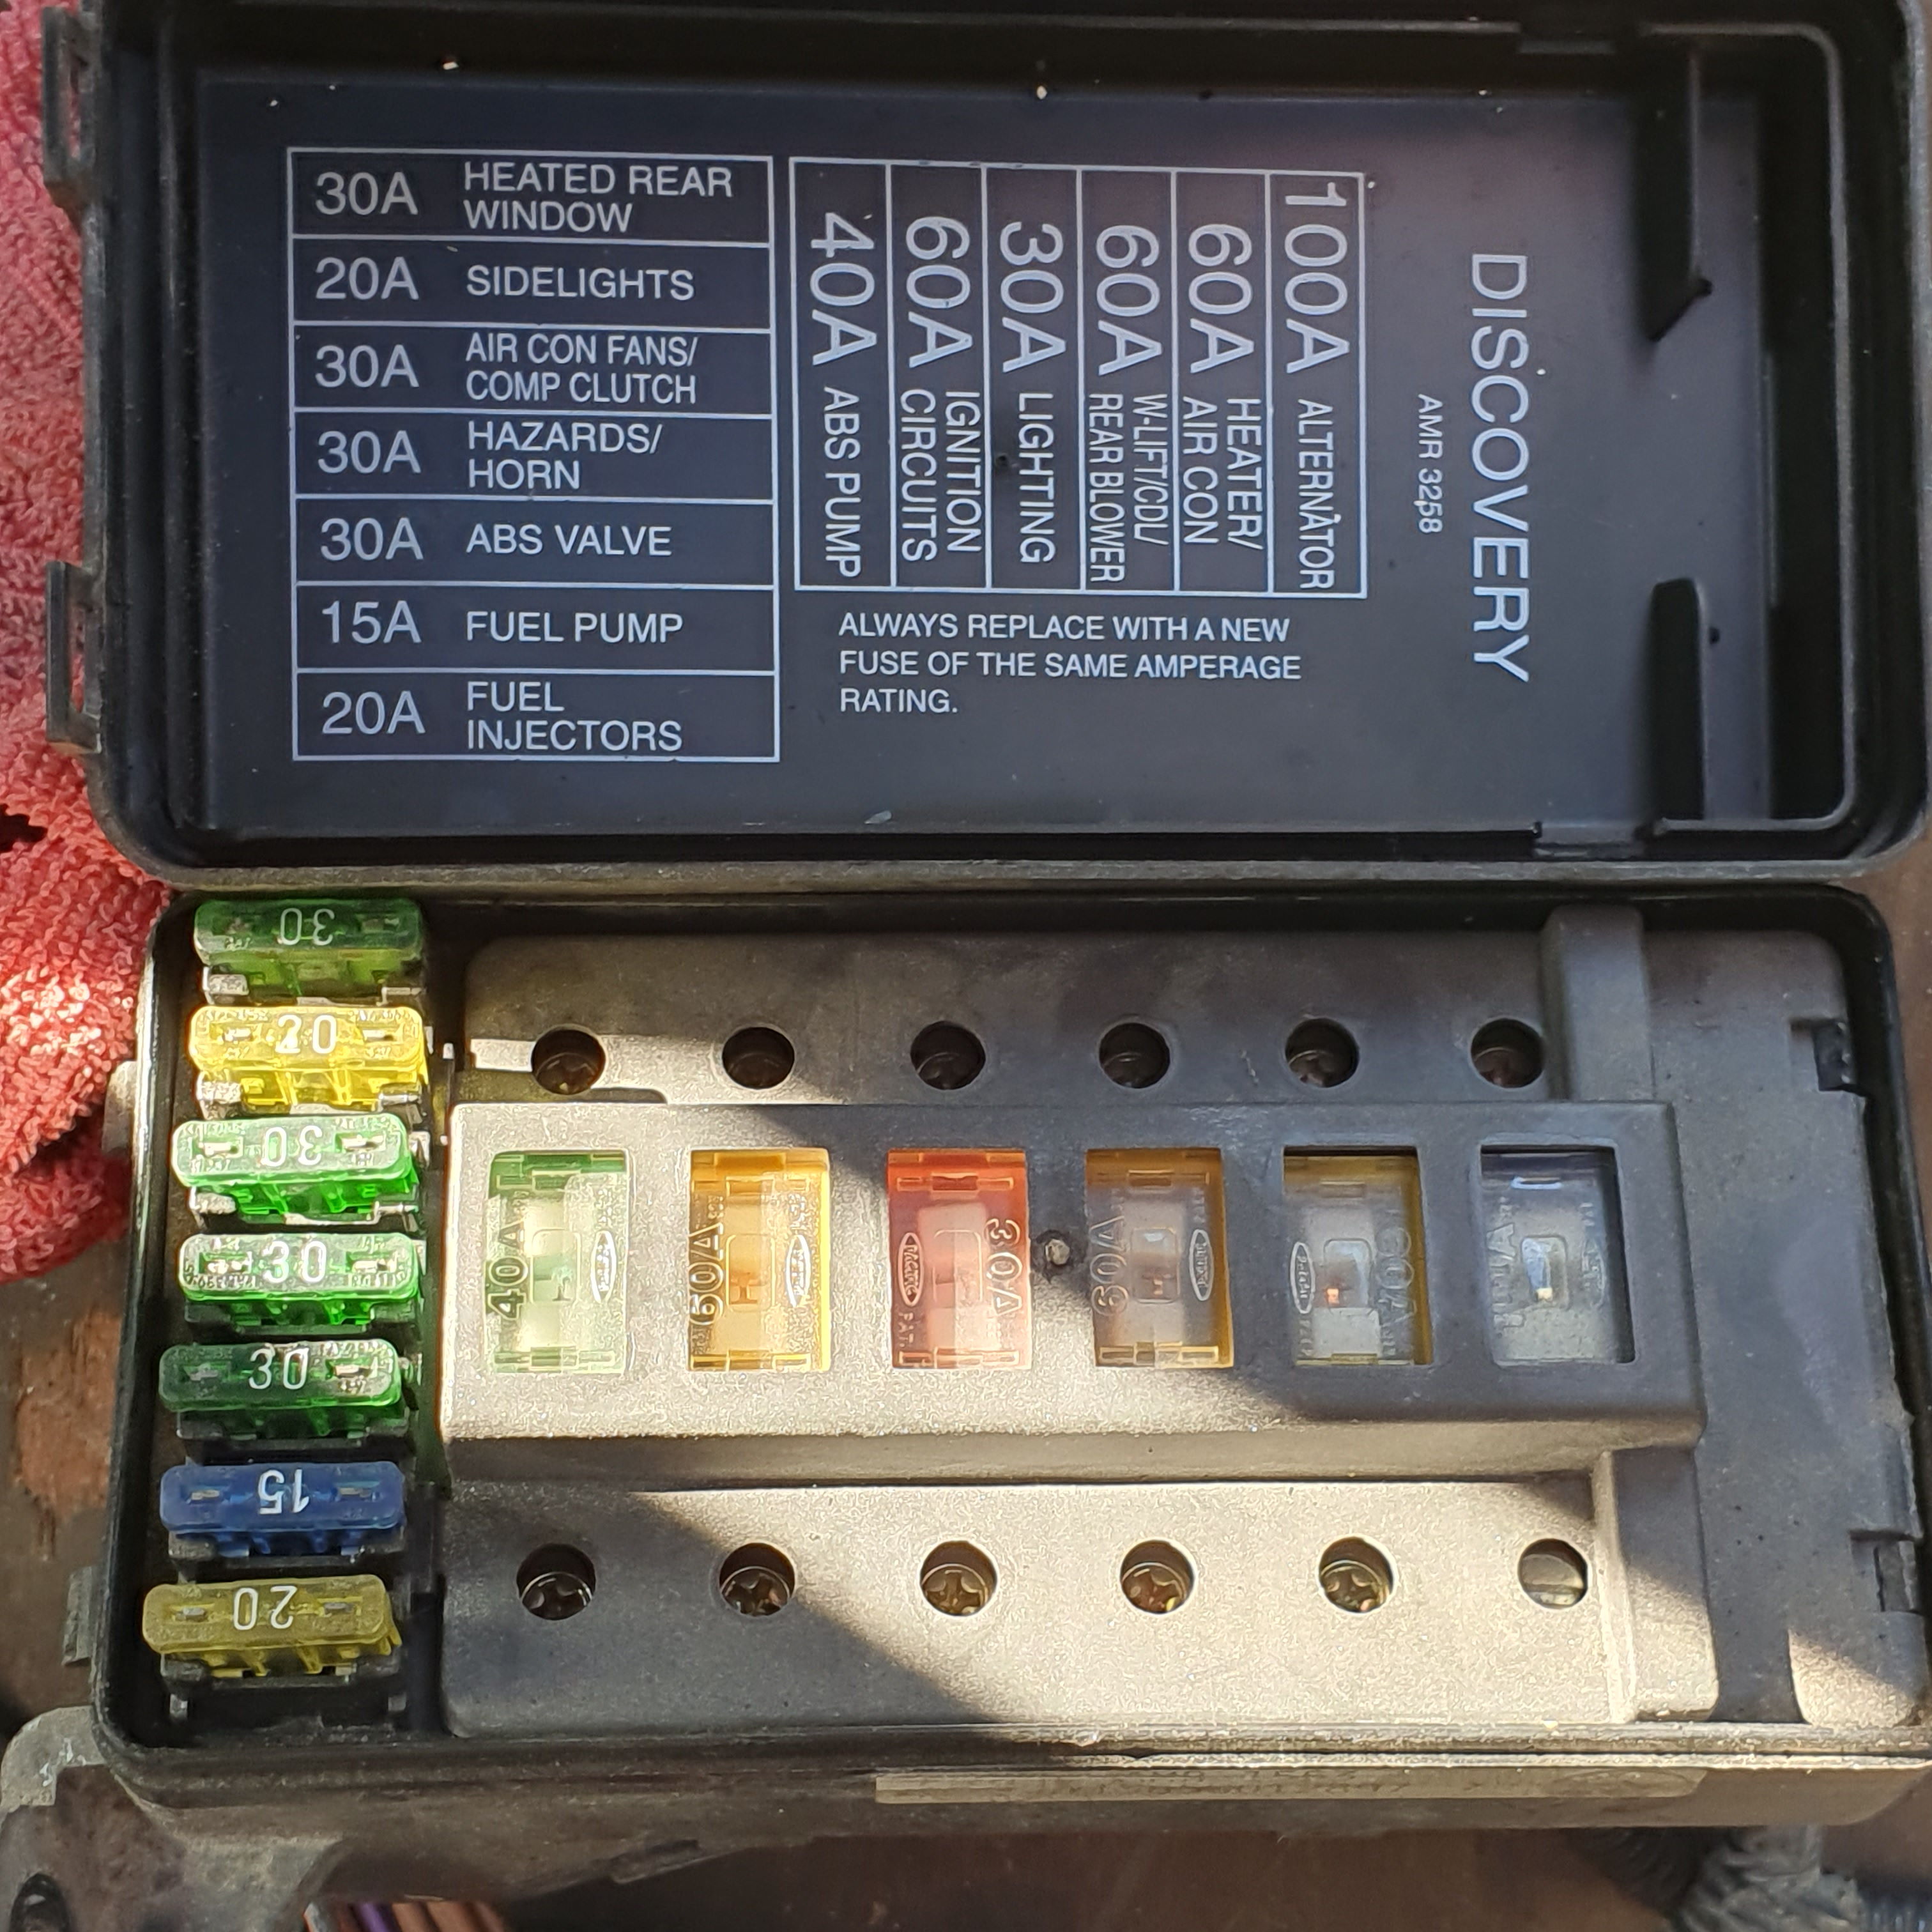 30A HEATED REAR
WINDOW
20A SIDELIGHTS
30A AIR CON FANS/
COMP CLUTCH
30A HAZARDS/
HORN
30A ABS VALVE
15A FUEL PUMP
20A FUEL
INJECTORS
100A ALTERNATOR
60A HEATER/
AIR CON
60A W-LIFT/CDL/
REAR BLOWER
30A LIGHTING
60A IGNITION
CIRCUITS
40A ABS PUMP
ALWAYS REPLACE WITH A NEW
FUSE OF THE SAME AMPERAGE
RATING.
DISCOVERY
AMR 3258
30
20
30
30
30
15
20
40A
60A
30A
60A
60A